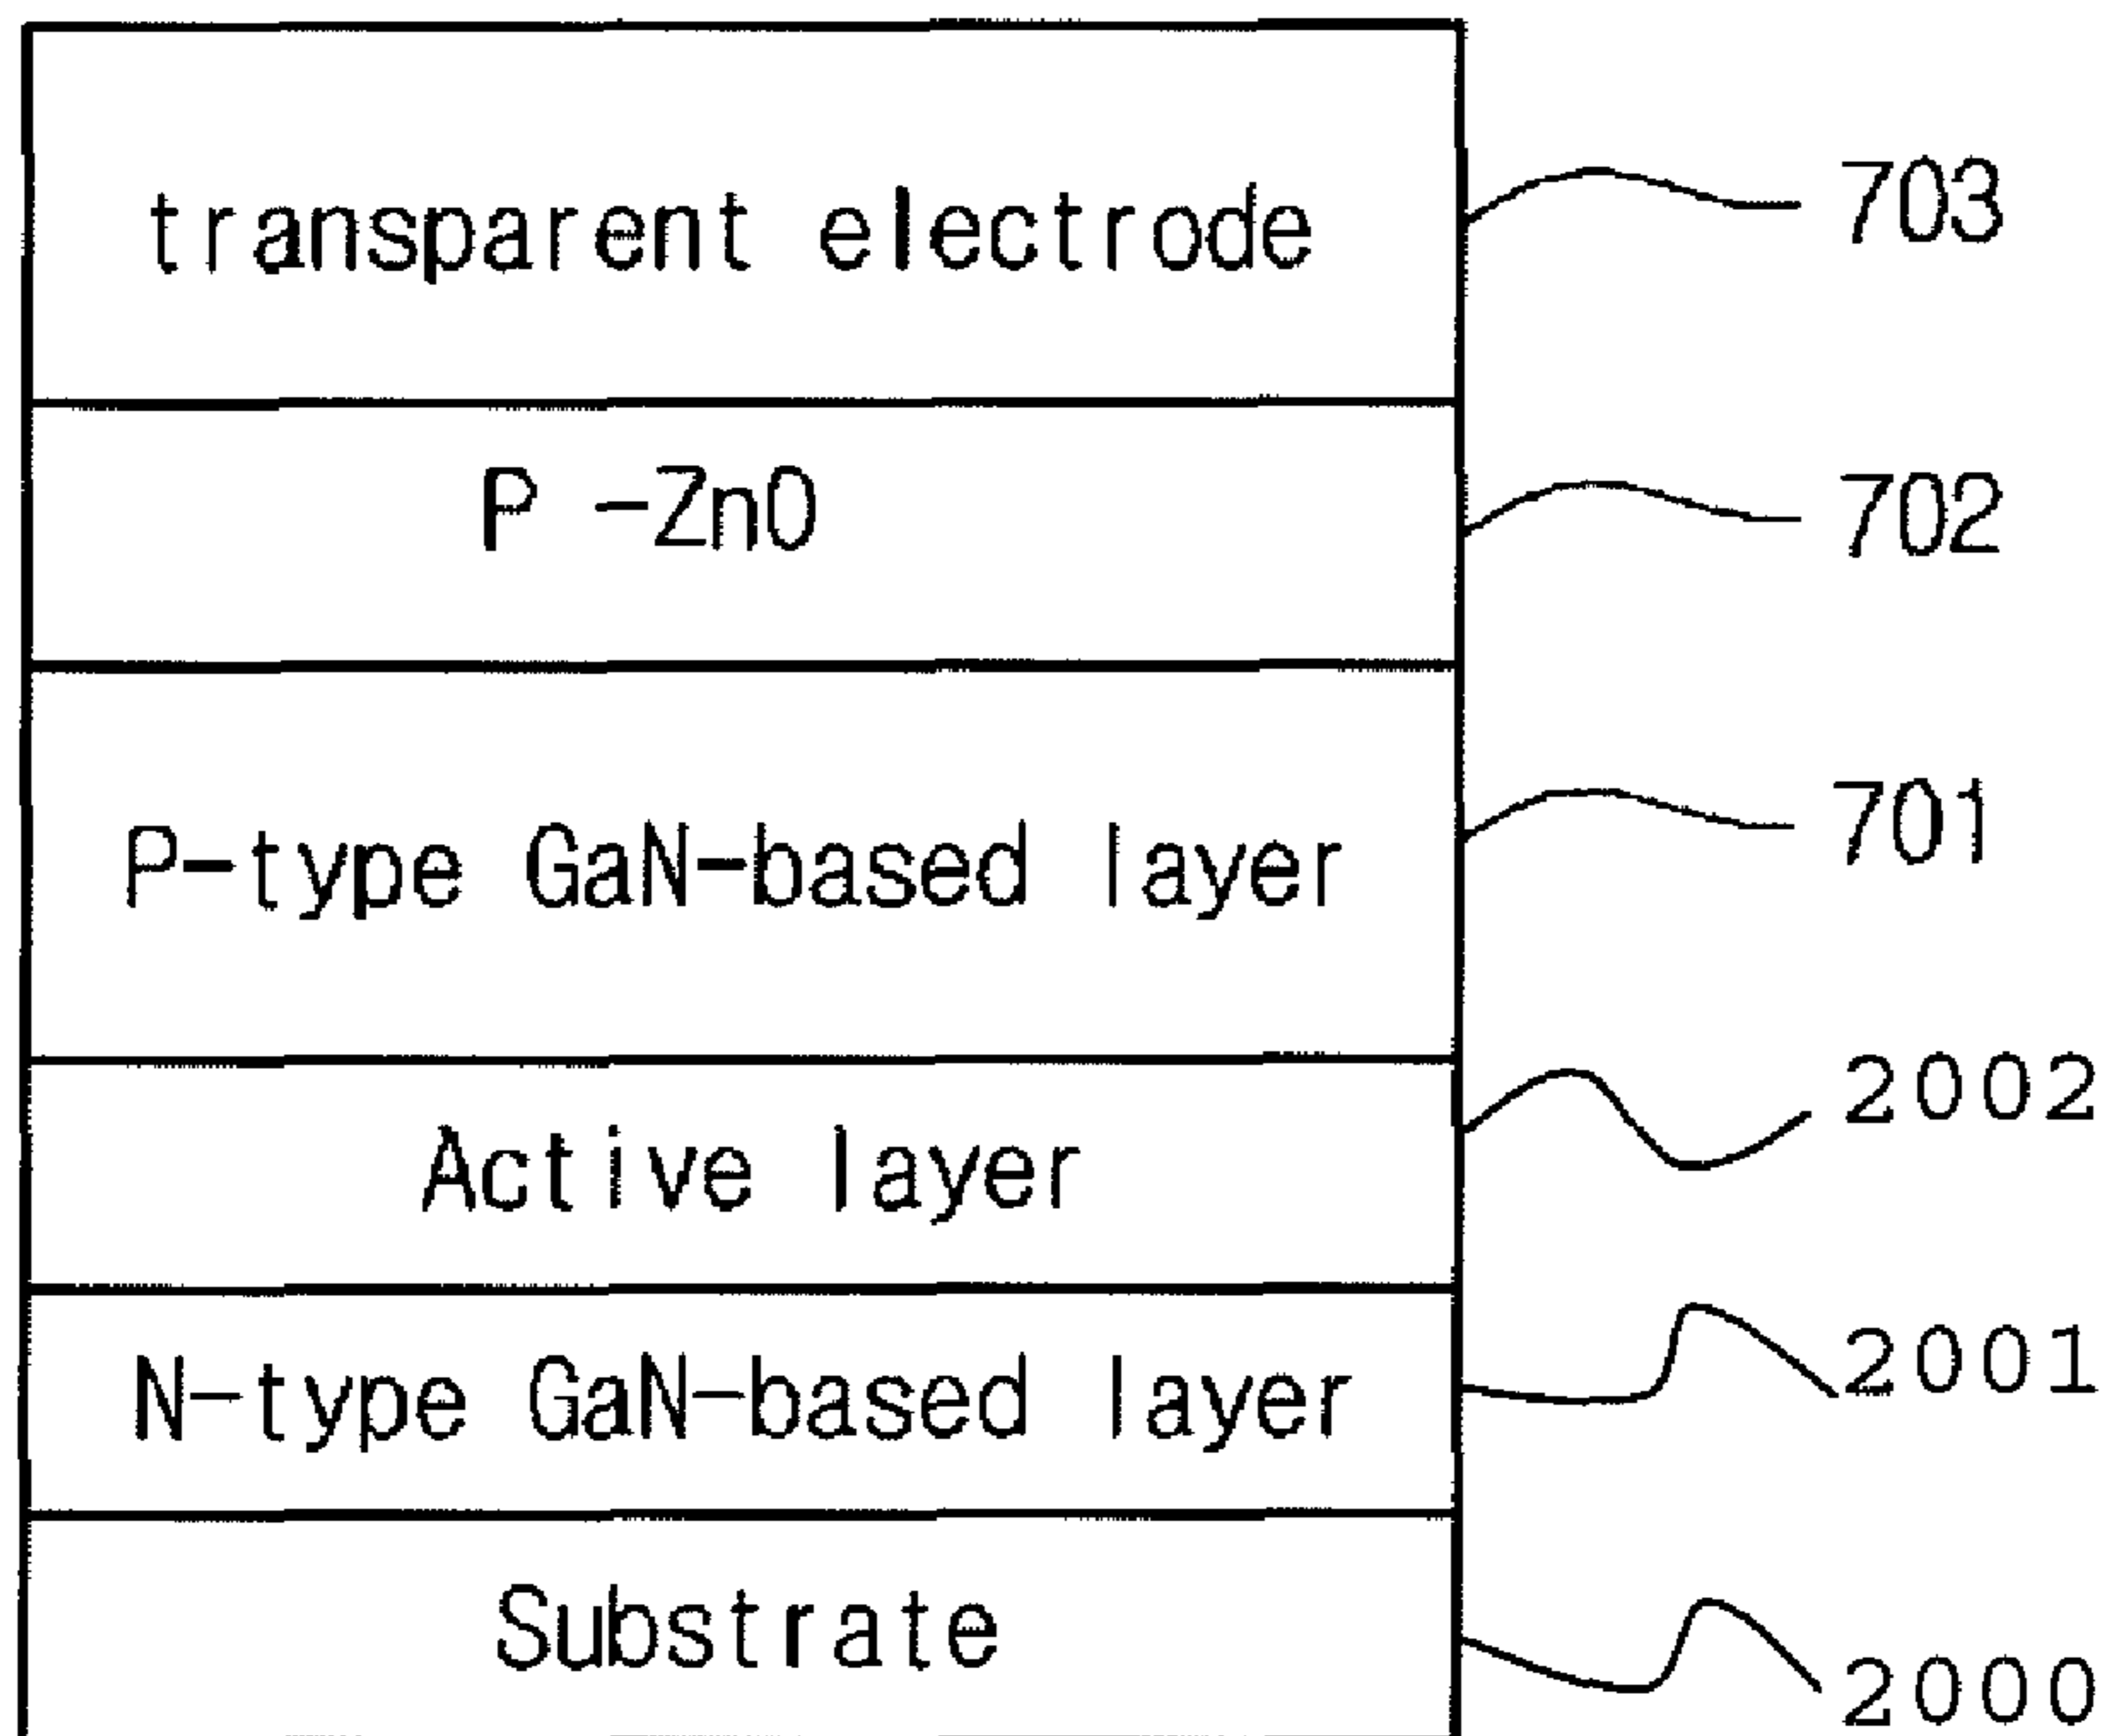 transparent electrode 703
P -ZnO 702
P-type GaN-based layer 701
Active layer 2002
N-type GaN-based layer 2001
Substrate 2000